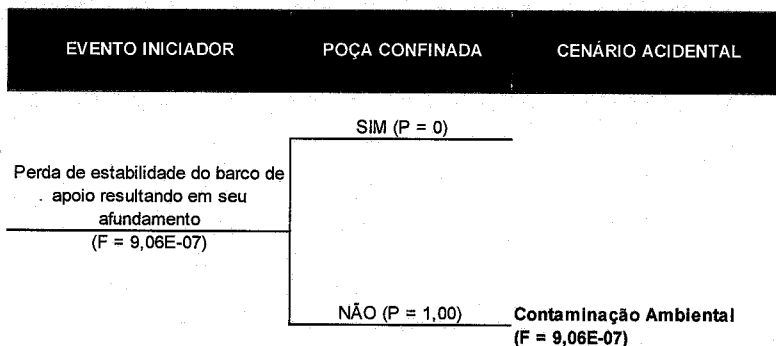 EVENTO INICIADOR
POÇA CONFINADA
CENÁRIO ACIDENTAL
SIM (P = 0)
Perda de estabilidade do barco de
apoio resultando em seu
afundamento
(F = 9,06E-07)
NÃO (P = 1,00)
Contaminação Ambiental
(F = 9,06E-07)